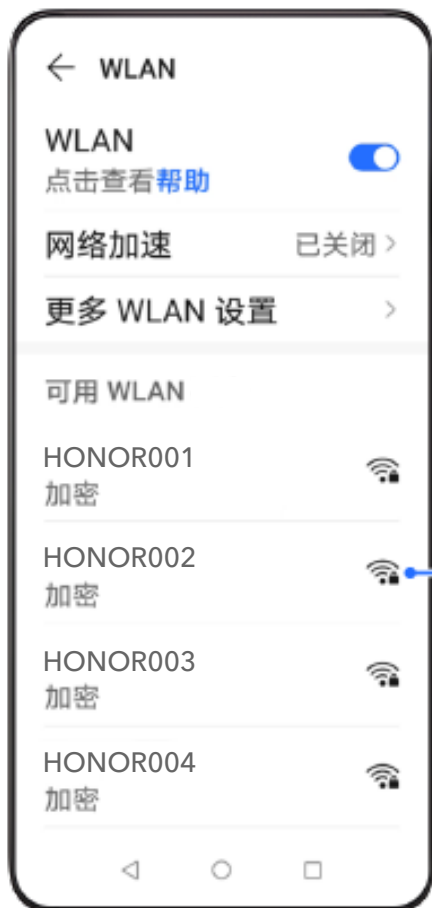 WLAN
WLAN
点击查看帮助
网络加速 已关闭
更多 WLAN 设置
可用 WLAN
HONOR001
加密
HONOR002
加密
HONOR003
加密
HONOR004
加密